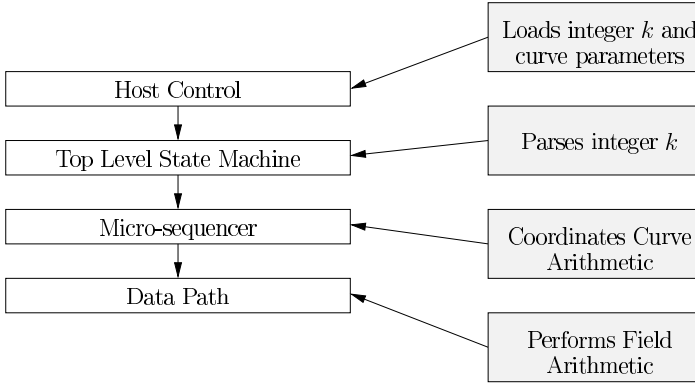 Loads integer k and
curve parameters
Host Control
Parses integer k
Top Level State Machine
Micro-sequencer
Coordinates Curve
Arithmetic
Data Path
Performs Field
Arithmetic